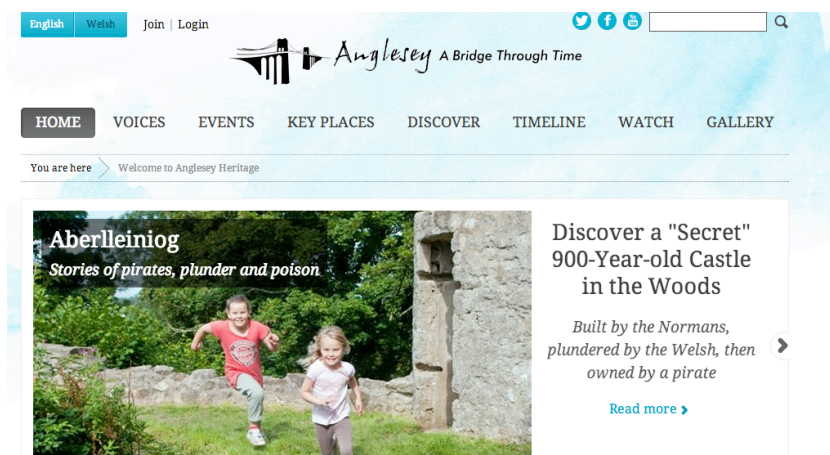 English Welsh Join | Login
Anglesey A Bridge Through Time
HOME VOICES EVENTS KEY PLACES DISCOVER TIMELINE WATCH GALLERY
You are here Welcome to Anglesey Heritage
Aberlleiniog
Stories of pirates, plunder and poison
Discover a "Secret"
900-Year-old Castle
in the Woods
Built by the Normans,
plundered by the Welsh, then
owned by a pirate
Read more